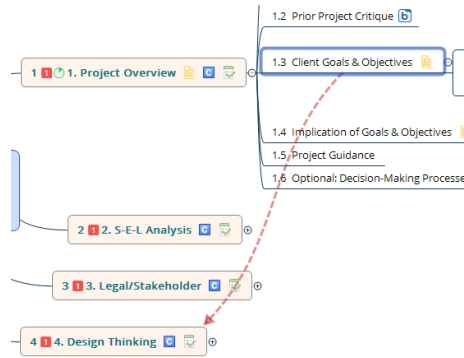 1.2 Prior Project Critique b
1 1 1. Project Overview C
1.3 Client Goals & Objectives
1.4 Implication of Goals & Objectives
1.5 Project Guidance
1.6 Optional: Decision-Making Processe
2 1 2. S-E-L Analysis C
3 1 3. Legal/Stakeholder C
4 1 4. Design Thinking C